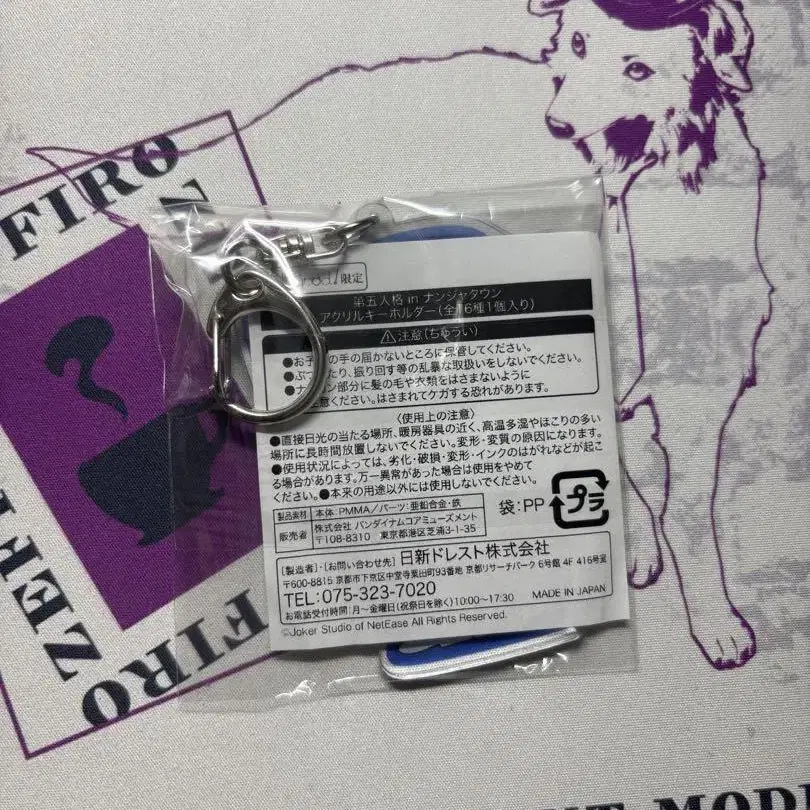 FIRO
限定
第五人格 in ナンジャタウン
アクリルキーホルダー(全16種1個入り)
⚠注意(ちゅうい)
●お子 の手の届かないところに保管してください。
●ぶつ たり、振り回す等の乱暴な取扱いをしないでください。
●ナ ン部分に髪の毛や衣類をはさまないように
意ください。はさまれてケガする恐れがあります。
〈使用上の注意〉
●直接日光の当たる場所、暖房器具の近く、高温多湿やほこりの多い
場所に長時間放置しないでください。変形・変質の原因になります。
●使用状況によっては、劣化・破損・変形・インクのはがれなどが起こ
る場合があります。万一異常があった場合は使用をやめて
ください。●本来の用途以外には使用しないでください。
製品素材 本体:PMMA/パーツ:亜鉛合金・鉄
販売者 株式会社 バンダイナムコアミューズメント
〒108-8310 東京都港区芝浦3-1-35
袋:PP
プラ
[製造者]・[お問い合わせ先] 日新ドレスト株式会社
〒600-8815 京都市下京区中堂寺粟田町93番地 京都リサーチパーク 6号館 4F 416号室
TEL:075-323-7020
お電話受付時間:月~金曜日(祝祭日を除く)10:00~17:30 MADE IN JAPAN
©Joker Studio of NetEase All Rights Reserved.
ZEF
FIRO